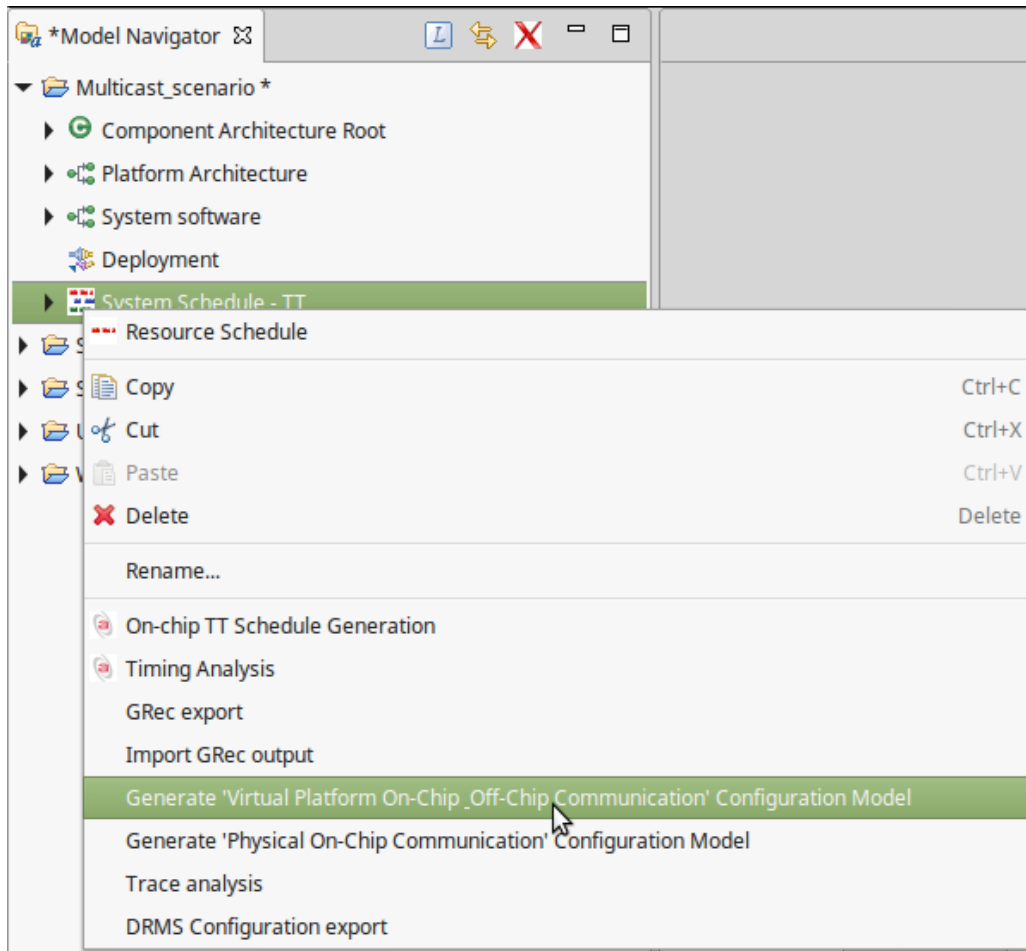 *Model Navigator
Multicast_scenario *
Component Architecture Root
Platform Architecture
System software
Deployment
System Schedule - TT
Resource Schedule
Copy Ctrl+C
Cut Ctrl+X
Paste Ctrl+V
Delete Delete
Rename...
On-chip TT Schedule Generation
Timing Analysis
GRec export
Import GRec output
Generate 'Virtual Platform On-Chip _Off-Chip Communication' Configuration Model
Generate 'Physical On-Chip Communication' Configuration Model
Trace analysis
DRMS Configuration export